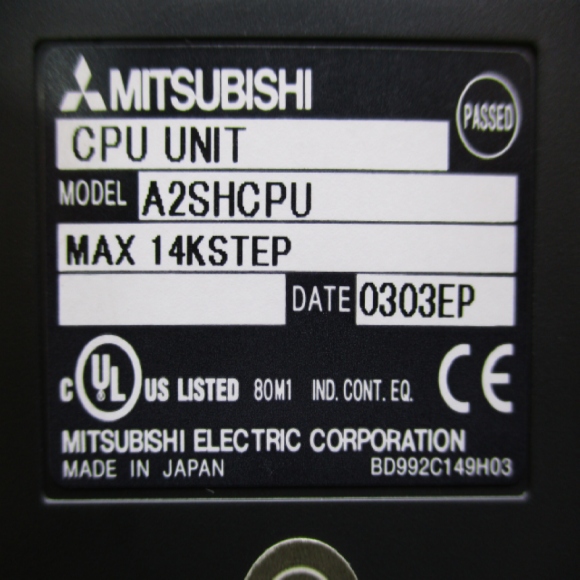 MITSUBISHI
PASSED
CPU UNIT
MODEL A2SHCPU
MAX 14KSTEP
DATE 0303EP
C UL US LISTED 80M1 IND. CONT. EQ. CE
MITSUBISHI ELECTRIC CORPORATION
MADE IN JAPAN BD992C149H03